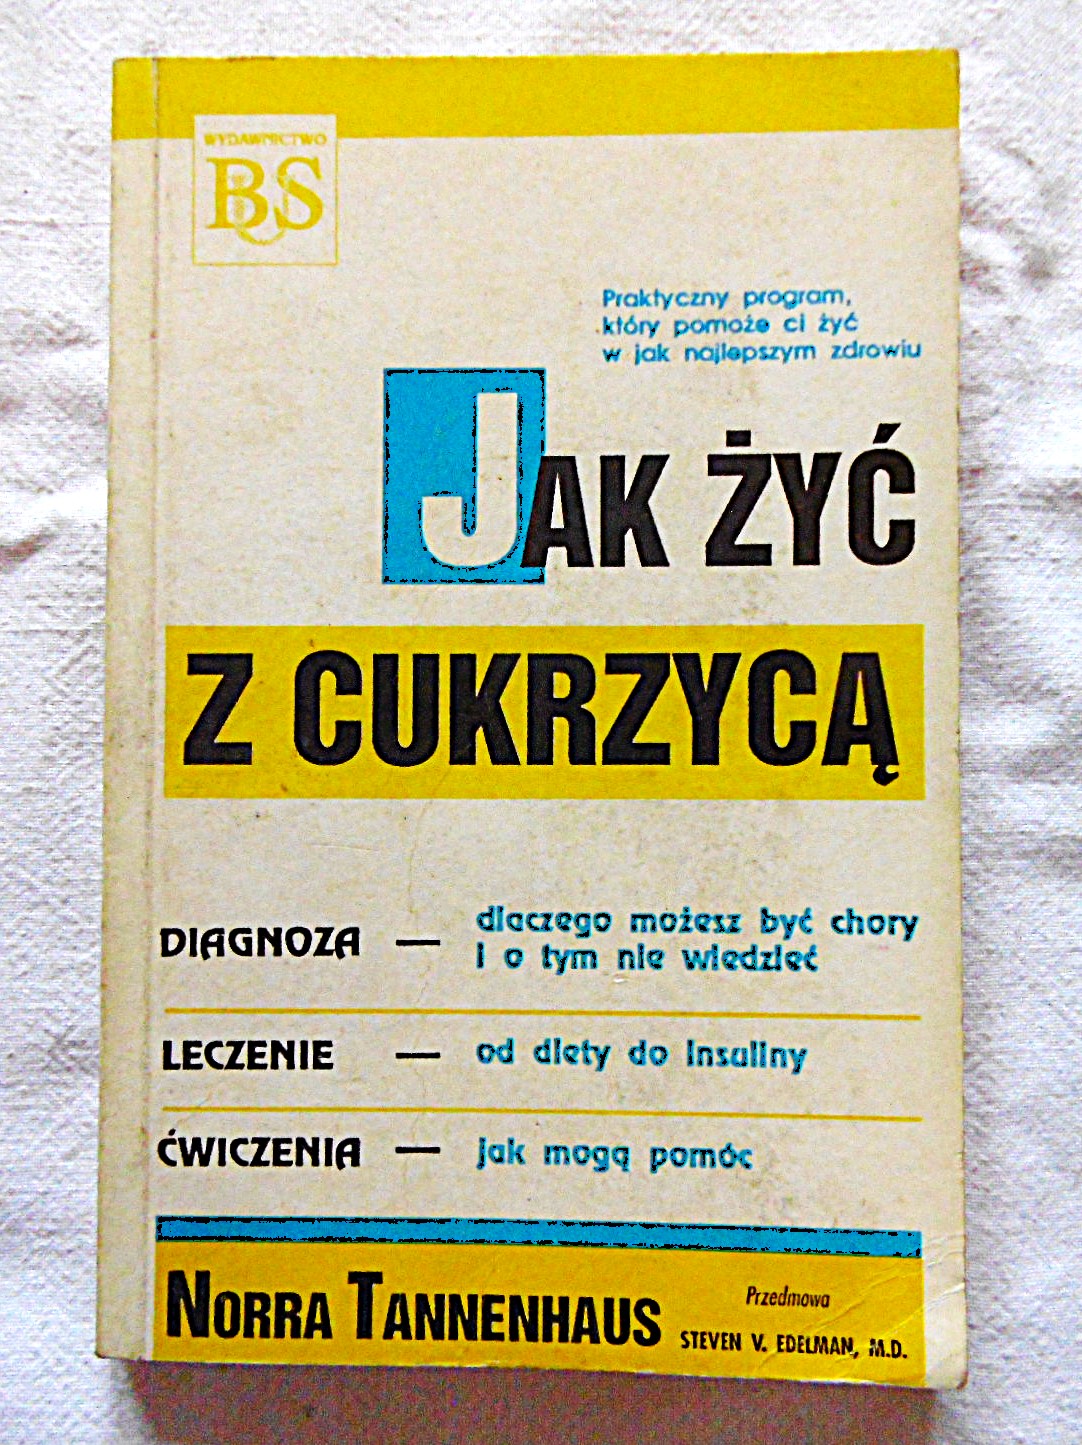 WYDAWNICTWO
BUS
Praktyczny program,
który pomoże ci żyć
w jak najlepszym zdrowiu
JAK ŻYĆ
Z CUKRZYCĄ
DIAGNOZA — dlaczego możesz być chory
i o tym nie wiedzieć
LECZENIE — od diety do insuliny
ĆWICZENIA — jak mogą pomóc
NORRA TANNENHAUS
Przedmowa
STEVEN V. EDELMAN, M.D.